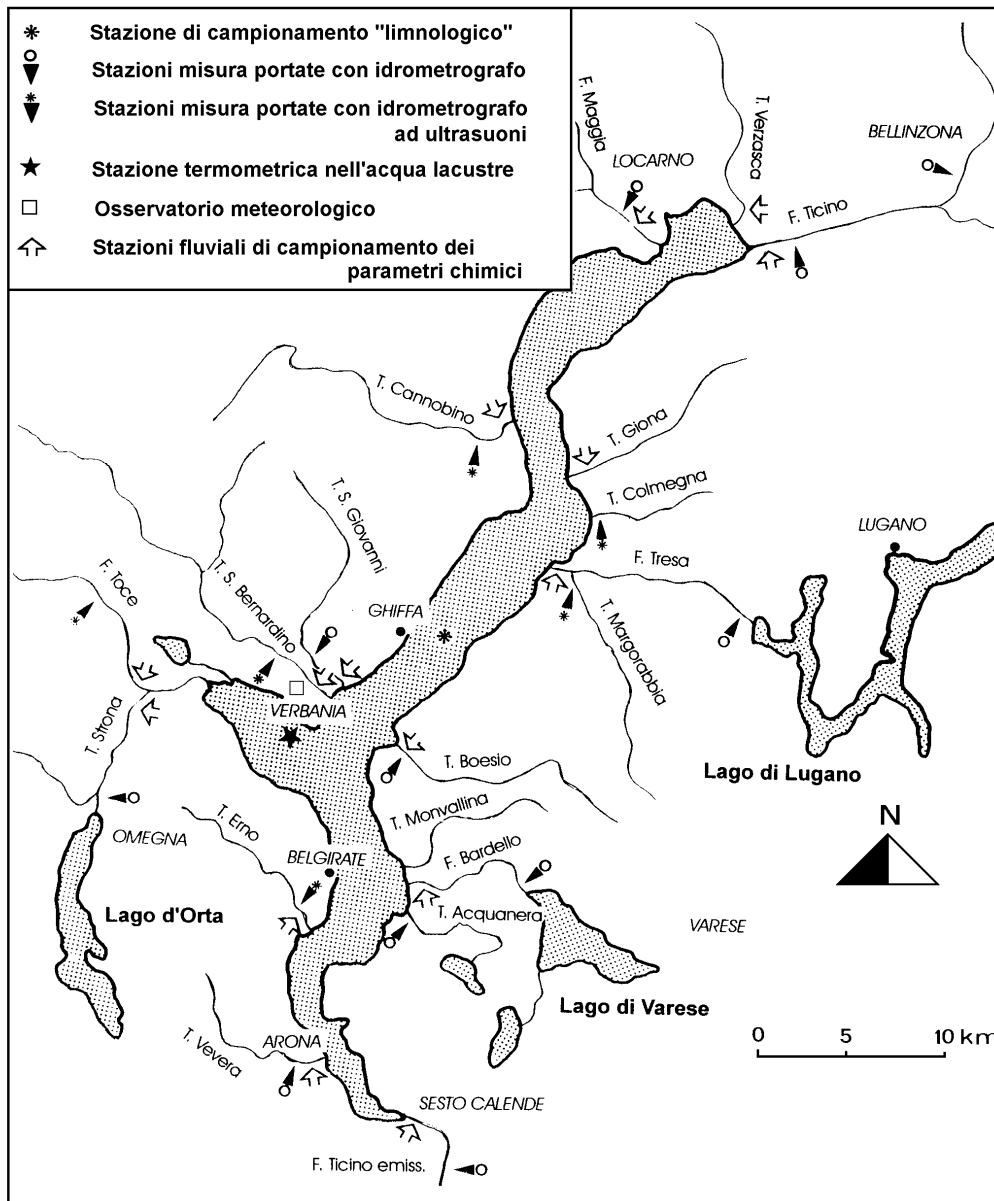 Stazione di campionamento "limnologico"
Stazioni misura portate con idrometrografo
Stazioni misura portate con idrometrografo
ad ultrasuoni
Stazione termometrica nell'acqua lacustre
Osservatorio meteorologico
Stazioni fluviali di campionamento dei
parametri chimici
F. Maggia
LOCARNO
T. Verzasca
BELLINZONA
F. Ticino
T. Cannobino
T. Giona
T. Colmegna
LUGANO
T. S. Giovanni
F. Tresa
F. Toce
T. S. Bernardino
GHIFFA
T. Margorabbia
T. Strona
VERBANIA
T. Boesio
Lago di Lugano
T. Monvallina
N
T. Erno
OMEGNA
BELGIRATE
F. Bardello
Lago d'Orta
T. Acquanera
VARESE
Lago di Varese
T. Vevera
ARONA
0 5 10 km
SESTO CALENDE
F. Ticino emiss.